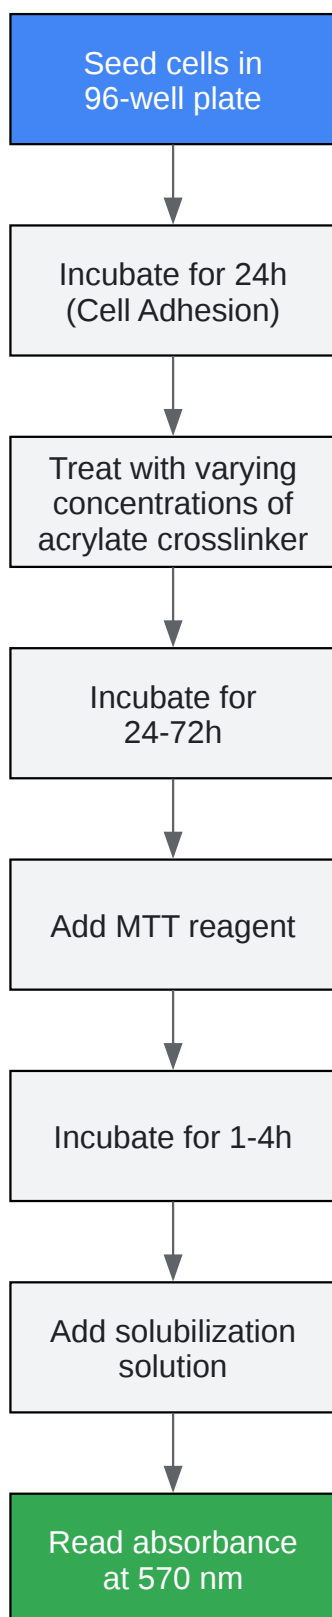 Seed cells in
96-well plate
Incubate for 24h
(Cell Adhesion)
Treat with varying
concentrations of
acrylate crosslinker
Incubate for
24-72h
Add MTT reagent
Incubate for 1-4h
Add solubilization
solution
Read absorbance
at 570 nm